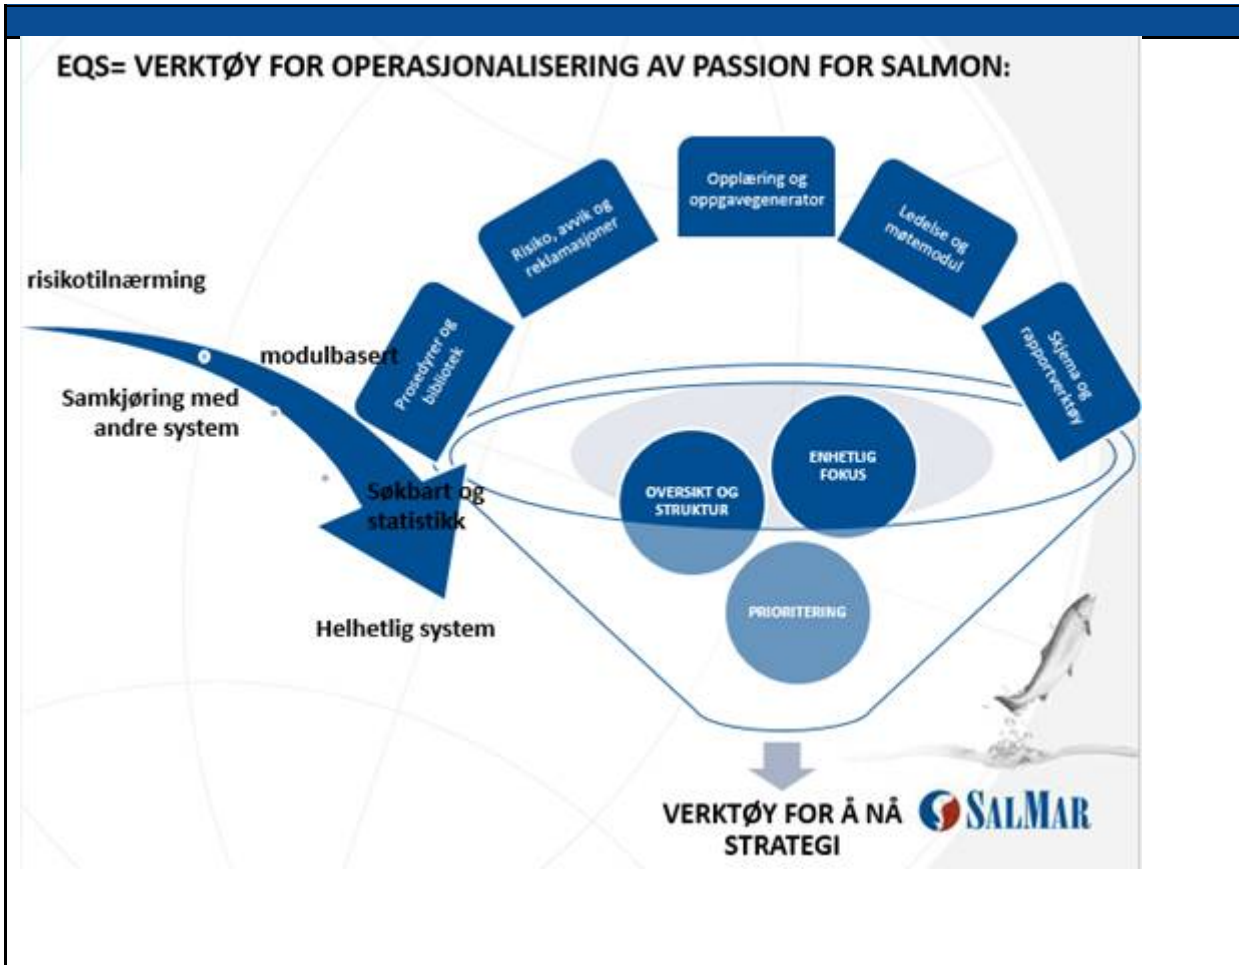 EQS= VERKTØY FOR OPERASJONALISERING AV PASSION FOR SALMON:
Opplæring og
oppgavegenerator
Risiko, avvik og
reklamasjoner
Ledelse og
møtemodul
Prosedyrer og
bibliotek
Skjema og
rapportverktøy
risikotilnærming
modulbasert
Samkjøring med
andre system
Søkbart og
statistikk
Helhetlig system
ENHETLIG
FOKUS
OVERSIKT OG
STRUKTUR
PRIORITERING
VERKTØY FOR Å NÅ
STRATEGI
SALMAR